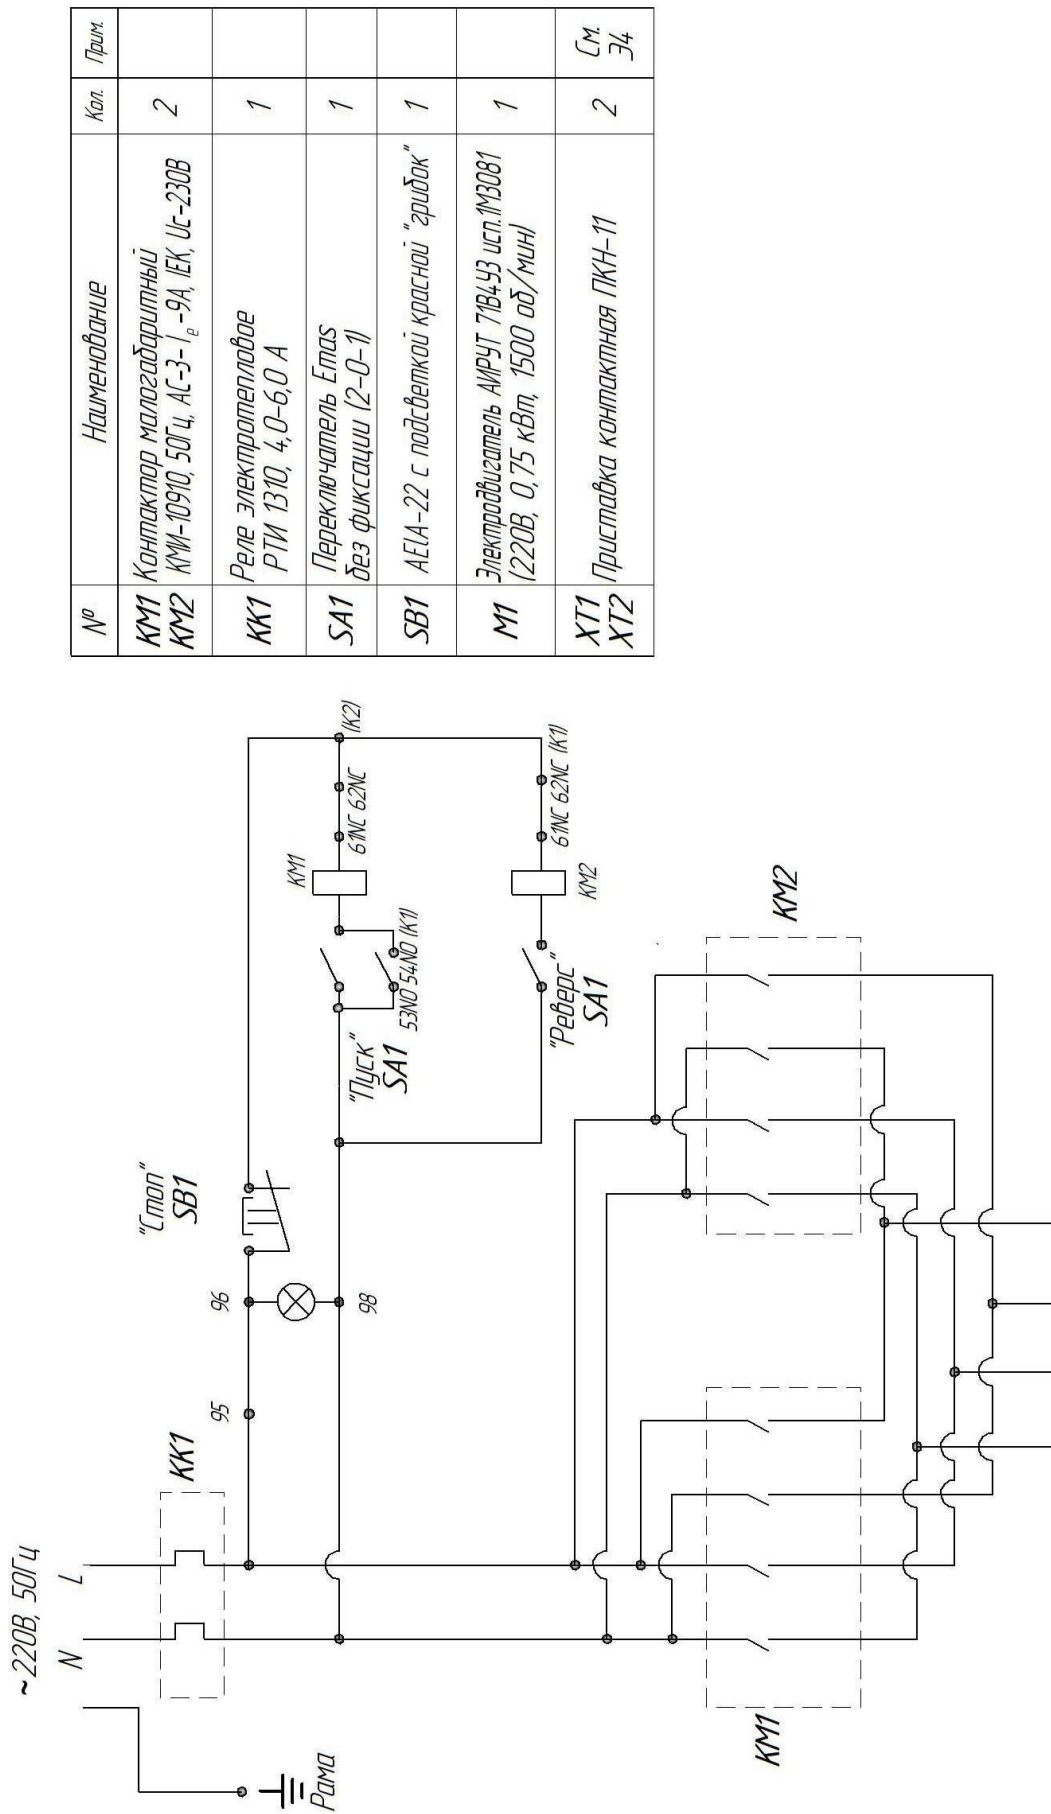 ~220В, 50Гц
N
L
KK1
Рама
95
96
98
"Стоп"
SB1
"Пуск"
SA1
53NO 54NO (K1)
KM1
61NC 62NC
(K2)
"Реверс"
SA1
KM2
61NC 62NC (K1)
KM1
KM2
№ Наименование Кол. Прим.
KM1 Контактор малогабаритный 2
KM2 КМИ-10910, 50Гц, АС-3- Iе -9А, IEK, Uc-230В
KK1 Реле электротепловое 1
РТИ 1310, 4,0-6,0 А
SA1 Переключатель Emas 1
без фиксации (2-0-1)
SB1 AELA-22 с подсветкой красной "грибок" 1
M1 Электродвигатель АИРУТ 71В4У3 исп.1М3081 1
(220В, 0,75 кВт, 1500 об/мин)
XT1 Приставка контактная ПКН-11 2 См.
XT2 Э4